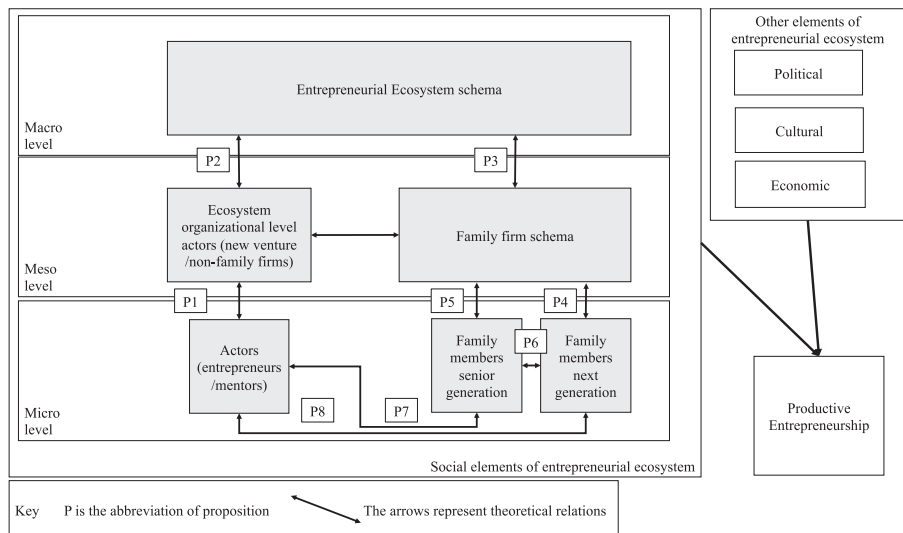 Macro
level
Entrepreneurial Ecosystem schema
P2
P3
Meso
level
Ecosystem
organizational level
actors (new venture
/non-family firms)
Family firm schema
P1
P5
P4
Micro
level
Actors
(entrepreneurs
/mentors)
Family
members
senior
generation
P6
Family
members
next
generation
P8
P7
Social elements of entrepreneurial ecosystem
Other elements of
entrepreneurial ecosystem
Political
Cultural
Economic
Productive
Entrepreneurship
Key P is the abbreviation of proposition The arrows represent theoretical relations